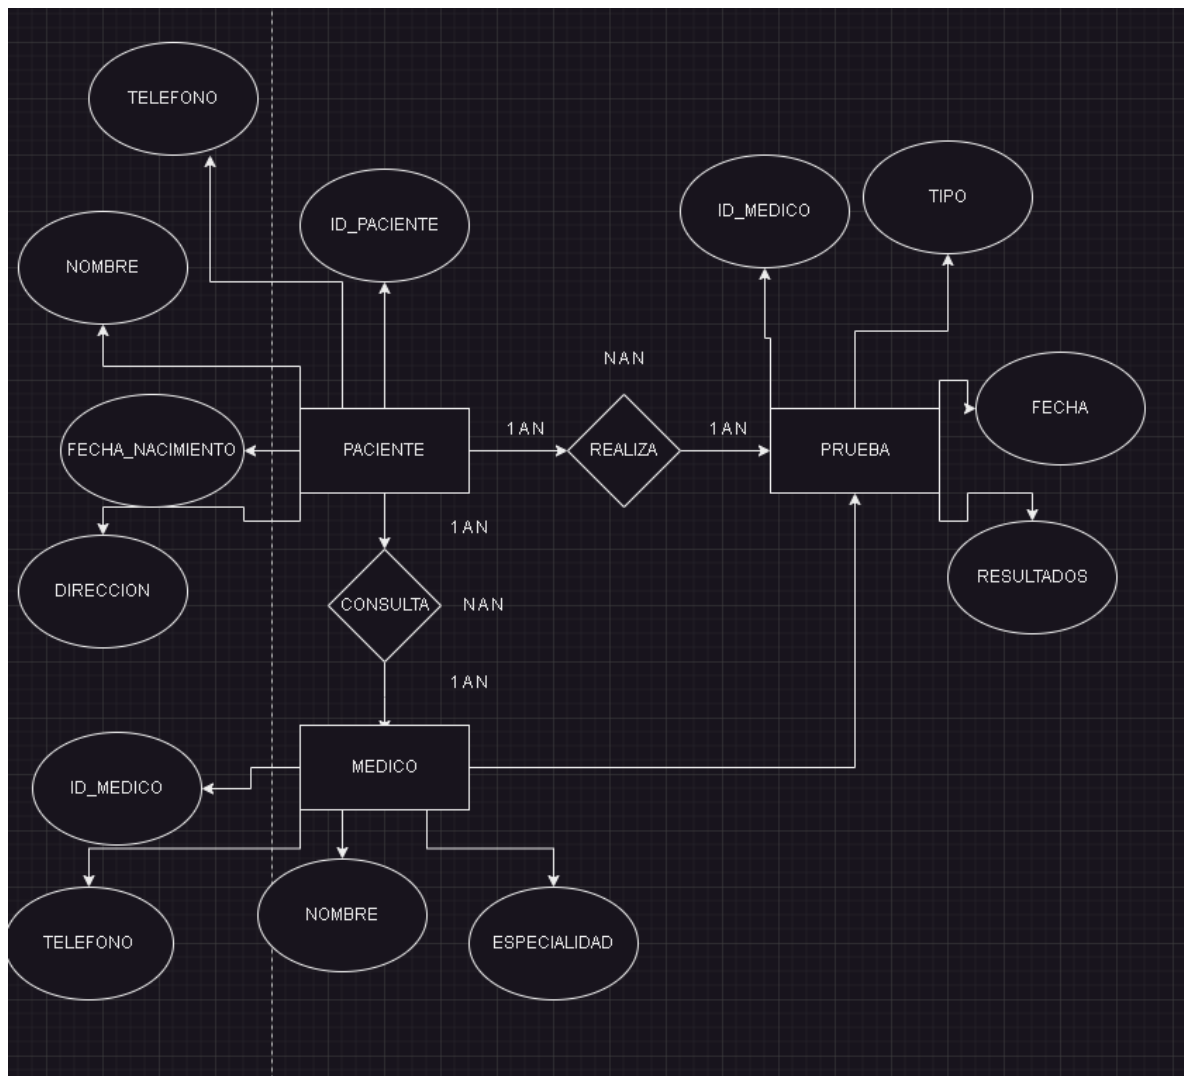 TELEFONO
ID_PACIENTE
ID_MEDICO
TIPO
NOMBRE
NAN
FECHA
FECHA_NACIMIENTO
PACIENTE
1AN
REALIZA
1AN
PRUEBA
1AN
DIRECCION
CONSULTA
NAN
RESULTADOS
1AN
MEDICO
ID_MEDICO
NOMBRE
TELEFONO
ESPECIALIDAD